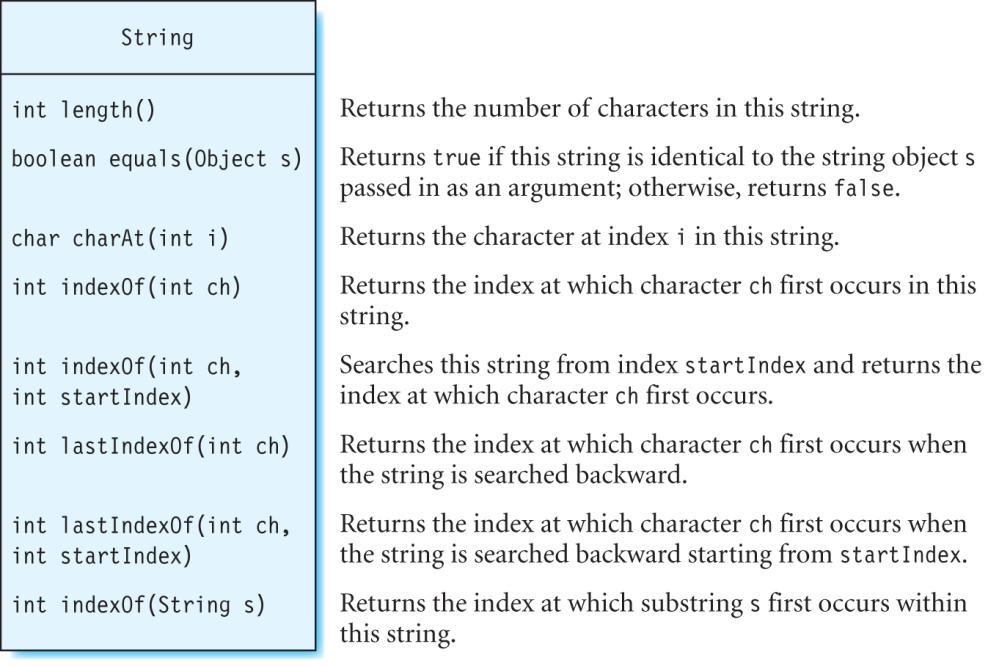 String
int length()
Returns the number of characters in this string.
boolean equals(Object s)
Returns true if this string is identical to the string object s
passed in as an argument; otherwise, returns false.
char charAt(int i)
Returns the character at index i in this string.
int indexOf(int ch)
Returns the index at which character ch first occurs in this
string.
int indexOf(int ch,
int startIndex)
Searches this string from index startIndex and returns the
index at which character ch first occurs.
int lastIndexOf(int ch)
Returns the index at which character ch first occurs when
the string is searched backward.
int lastIndexOf(int ch,
int startIndex)
Returns the index at which character ch first occurs when
the string is searched backward starting from startIndex.
int indexOf(String s)
Returns the index at which substring s first occurs within
this string.